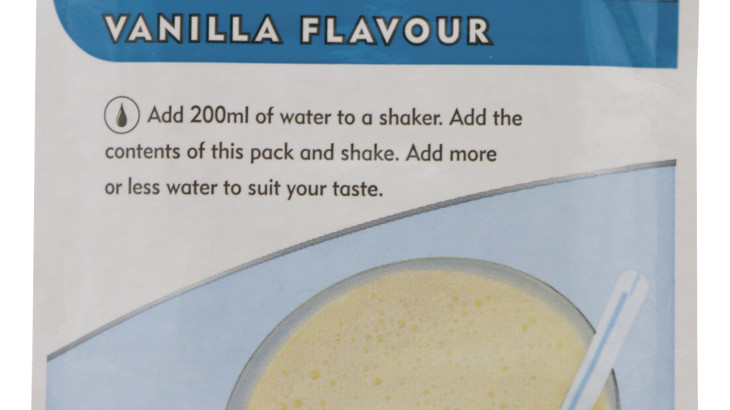 VANILLA FLAVOUR
Add 200ml of water to a shaker. Add the
contents of this pack and shake. Add more
or less water to suit your taste.